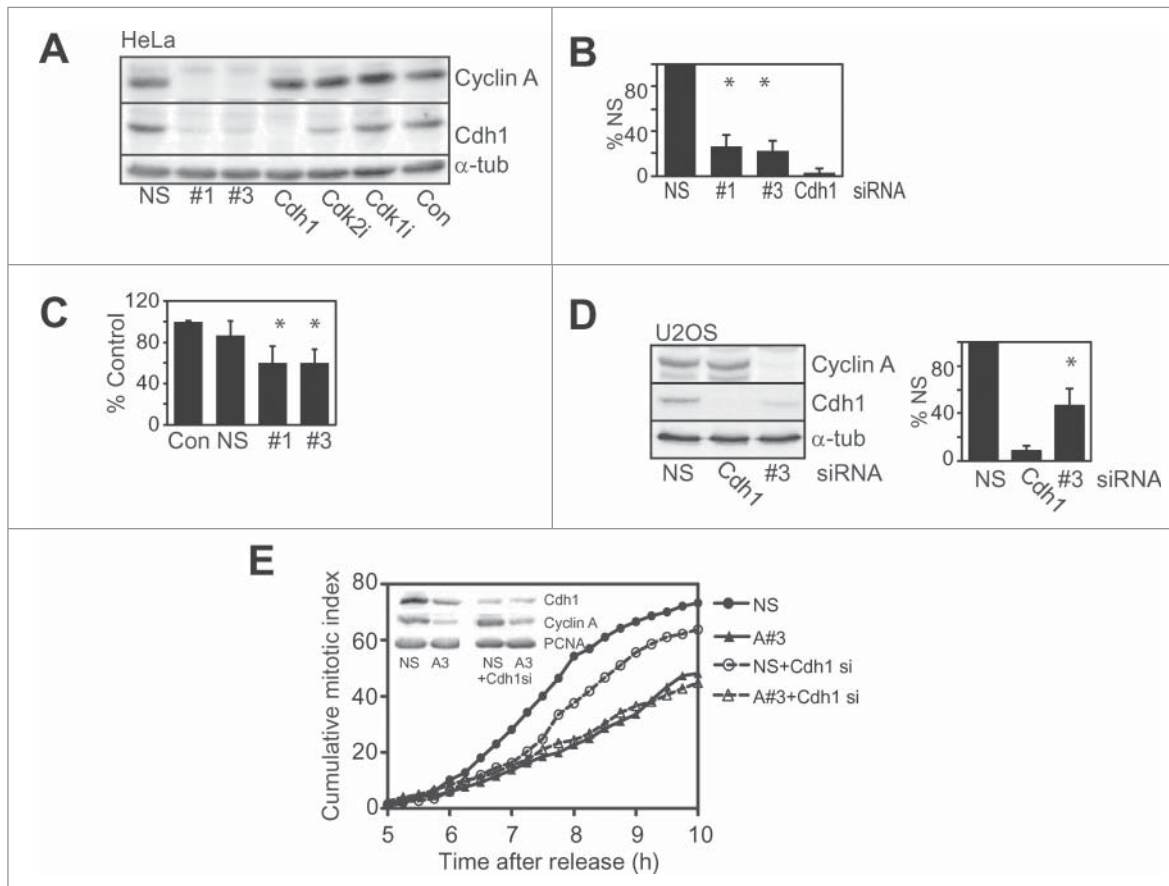 A
HeLa
Cyclin A
Cdh1
α-tub
NS #1 #3 Cdh1 Cdk2i Cdk1i Con
B
% NS
80
40
0
* *
NS #1 #3 Cdh1 siRNA
C
% Control
120
80
40
0
* *
Con NS #1 #3
D
U2OS
Cyclin A
Cdh1
α-tub
NS Cdh1 #3 siRNA
% NS
80
40
0
*
NS Cdh1 #3 siRNA
E
Cumulative mitotic index
80
60
40
20
0
Cdh1
Cyclin A
PCNA
NS A3 NS A3
+Cdh1si
5 6 7 8 9 10
Time after release (h)
NS
A#3
NS+Cdh1 si
A#3+Cdh1 si